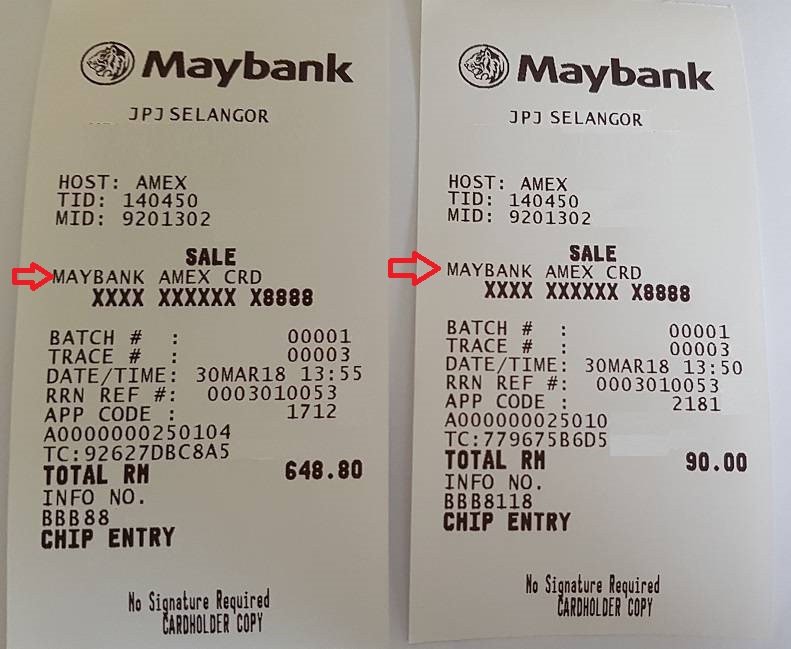 Maybank
JPJ SELANGOR
HOST: AMEX
TID: 140450
MID: 9201302
SALE
MAYBANK AMEX CRD
XXXX XXXXXX X8888
BATCH # : 00001
TRACE # : 00003
DATE/TIME: 30MAR18 13:55
RRN REF #: 0003010053
APP CODE : 1712
A0000000250104
TC:92627DBC8A5
TOTAL RM 648.80
INFO NO.
BBB88
CHIP ENTRY
No Signature Required
CARDHOLDER COPY
Maybank
JPJ SELANGOR
HOST: AMEX
TID: 140450
MID: 9201302
SALE
MAYBANK AMEX CRD
XXXX XXXXXX X8888
BATCH # : 00001
TRACE # : 00003
DATE/TIME: 30MAR18 13:50
RRN REF #: 0003010053
APP CODE : 2181
A000000025010
TC:779675B6D5
TOTAL RM 90.00
INFO NO.
BBB8118
CHIP ENTRY
No Signature Required
CARDHOLDER COPY